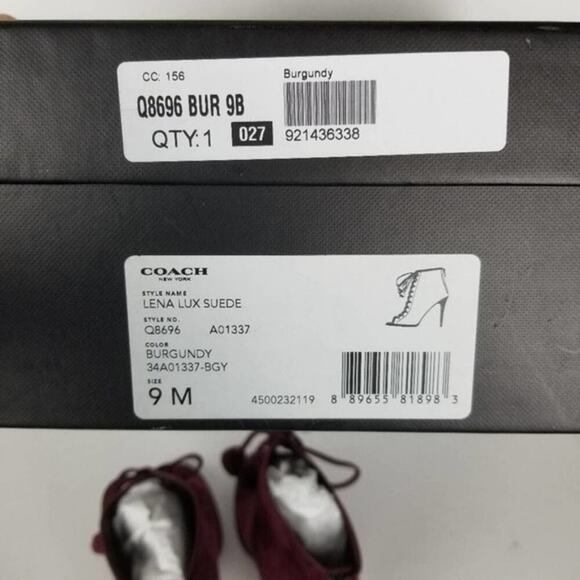 CC: 156
Burgundy
Q8696 BUR 9B
QTY: 1 027 921436338
COACH
NEW YORK
STYLE NAME
LENA LUX SUEDE
STYLE NO.
Q8696 A01337
COLOR
BURGUNDY
34A01337-BGY
SIZE
9 M
4500232119 8 89655 81898 3